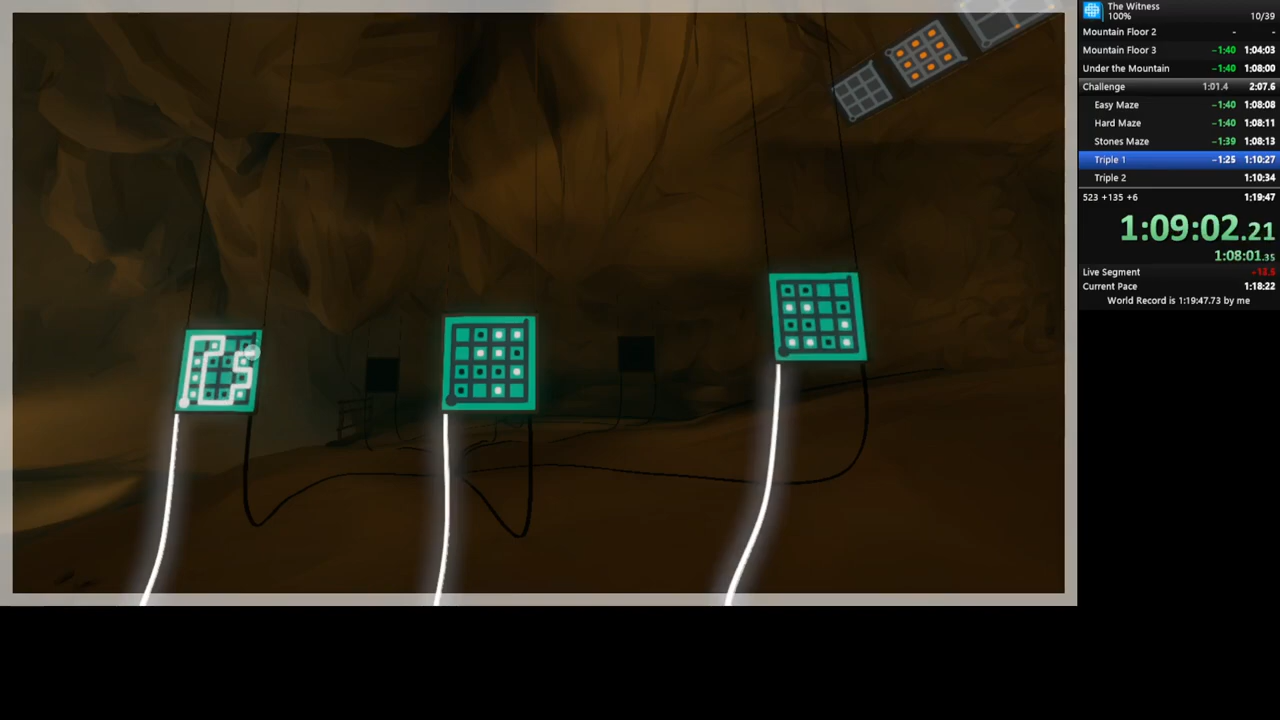 The Witness
100% 10/39
Mountain Floor 2 - -
Mountain Floor 3 −1:40 1:04:03
Under the Mountain −1:40 1:08:00
Challenge 1:01.4 2:07.6
Easy Maze −1:40 1:08:08
Hard Maze −1:40 1:08:11
Stones Maze −1:39 1:08:13
Triple 1 −1:25 1:10:27
Triple 2 1:10:34
523 +135 +6 1:19:47
1:09:02.21
1:08:01.35
Live Segment −13.5
Current Pace 1:18:22
World Record is 1:19:47.73 by me